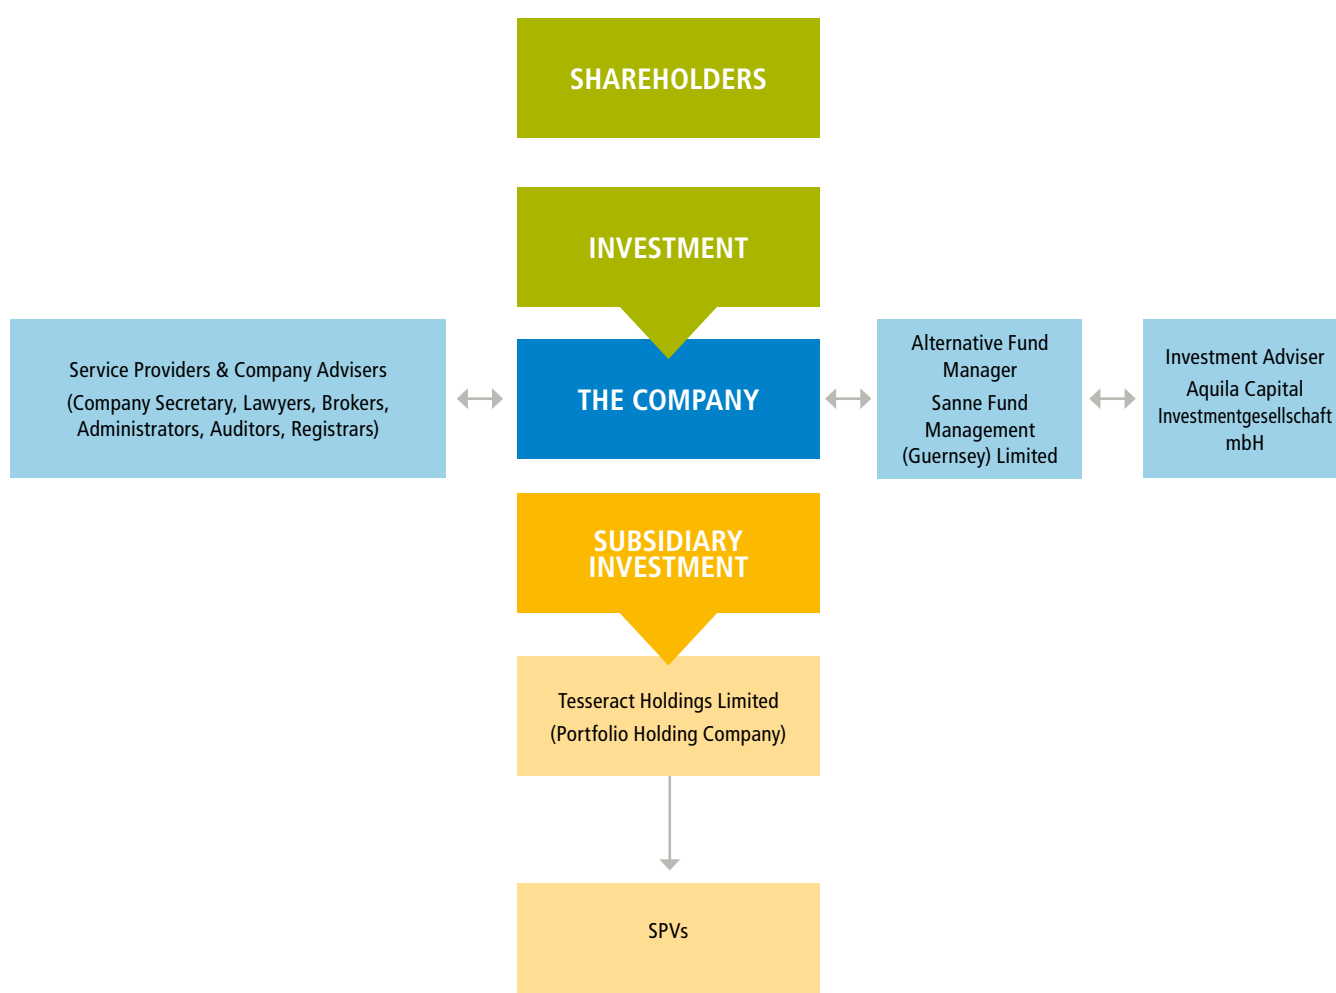 SHAREHOLDERS
INVESTMENT
Service Providers & Company Advisers
(Company Secretary, Lawyers, Brokers,
Administrators, Auditors, Registrars)
THE COMPANY
Alternative Fund
Manager
Sanne Fund
Management
(Guernsey) Limited
Investment Adviser
Aquila Capital
Investmentgesellschaft
mbH
SUBSIDIARY
INVESTMENT
Tesseract Holdings Limited
(Portfolio Holding Company)
SPVs